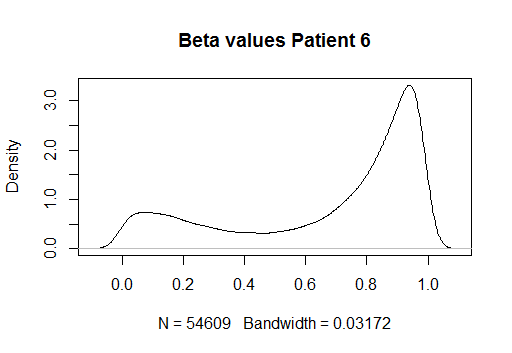 Beta values Patient 6
Density
3.0
2.0
1.0
0.0
0.0 0.2 0.4 0.6 0.8 1.0
N = 54609 Bandwidth = 0.03172